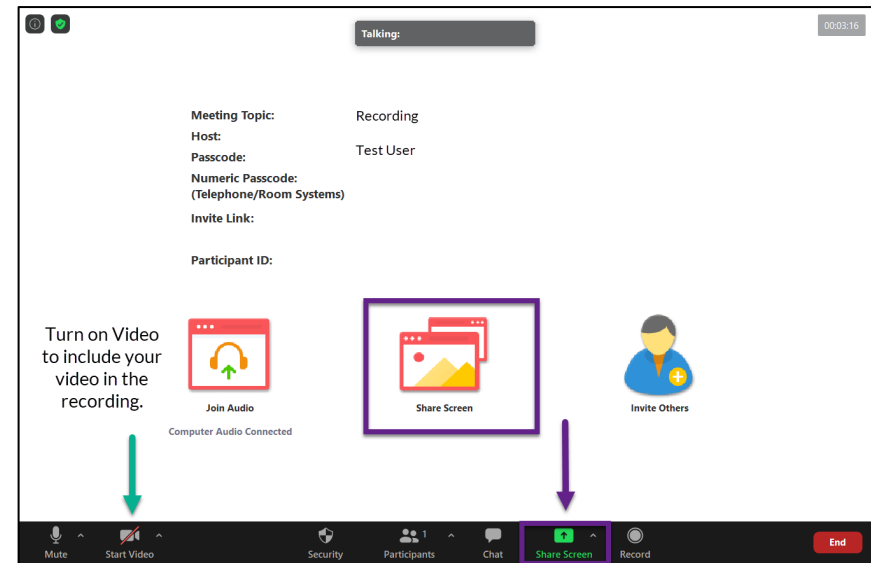 Talking:
00:03:16
Meeting Topic: Recording
Host:
Test User
Passcode:
Numeric Passcode:
(Telephone/Room Systems)
Invite Link:
Participant ID:
Turn on Video
to include your
video in the
recording.
Join Audio
Computer Audio Connected
Share Screen
Invite Others
Mute
Start Video
Security
Participants 1
Chat
Share Screen
Record
End